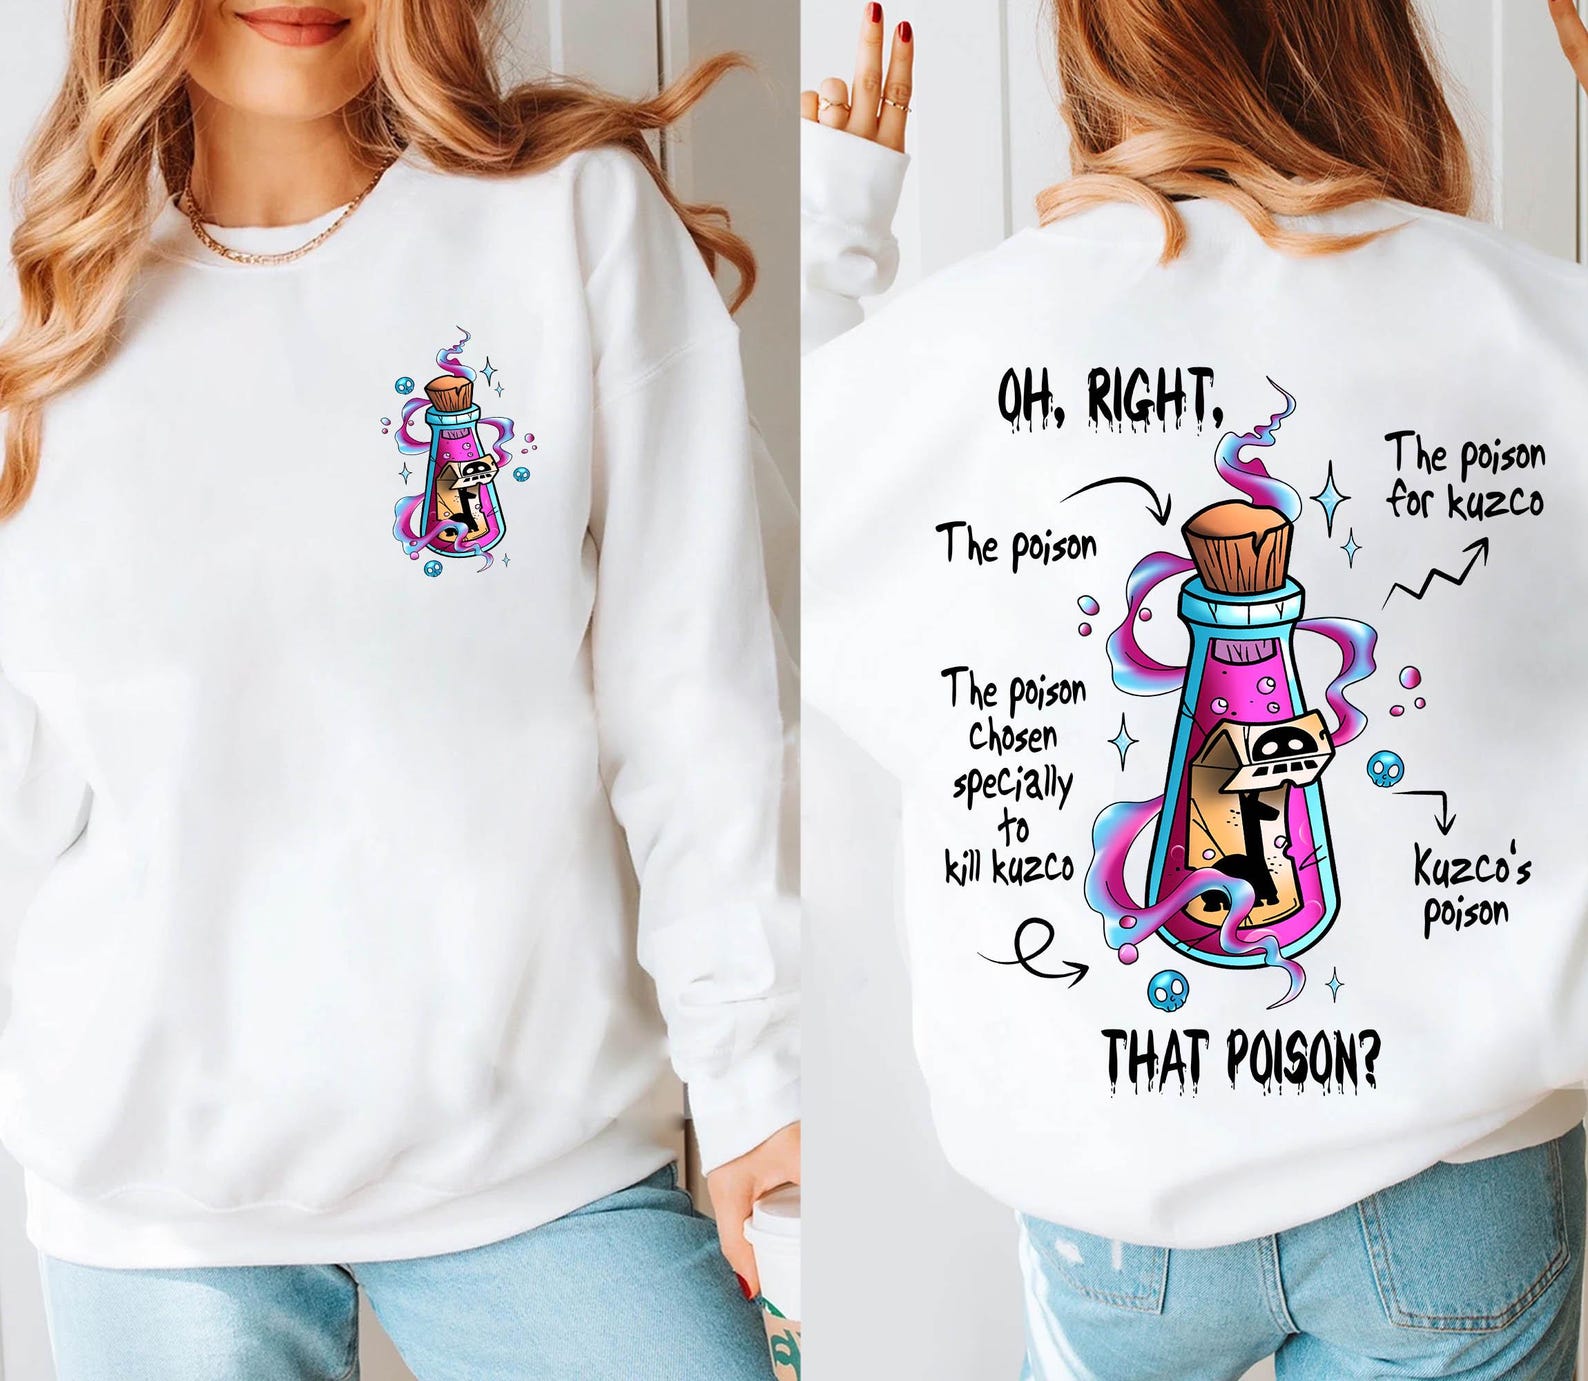 OH, RIGHT,
The poison
for kuzco
The poison
The poison
chosen
specially
to
kill kuzco
Kuzco's
poison
THAT POISON?